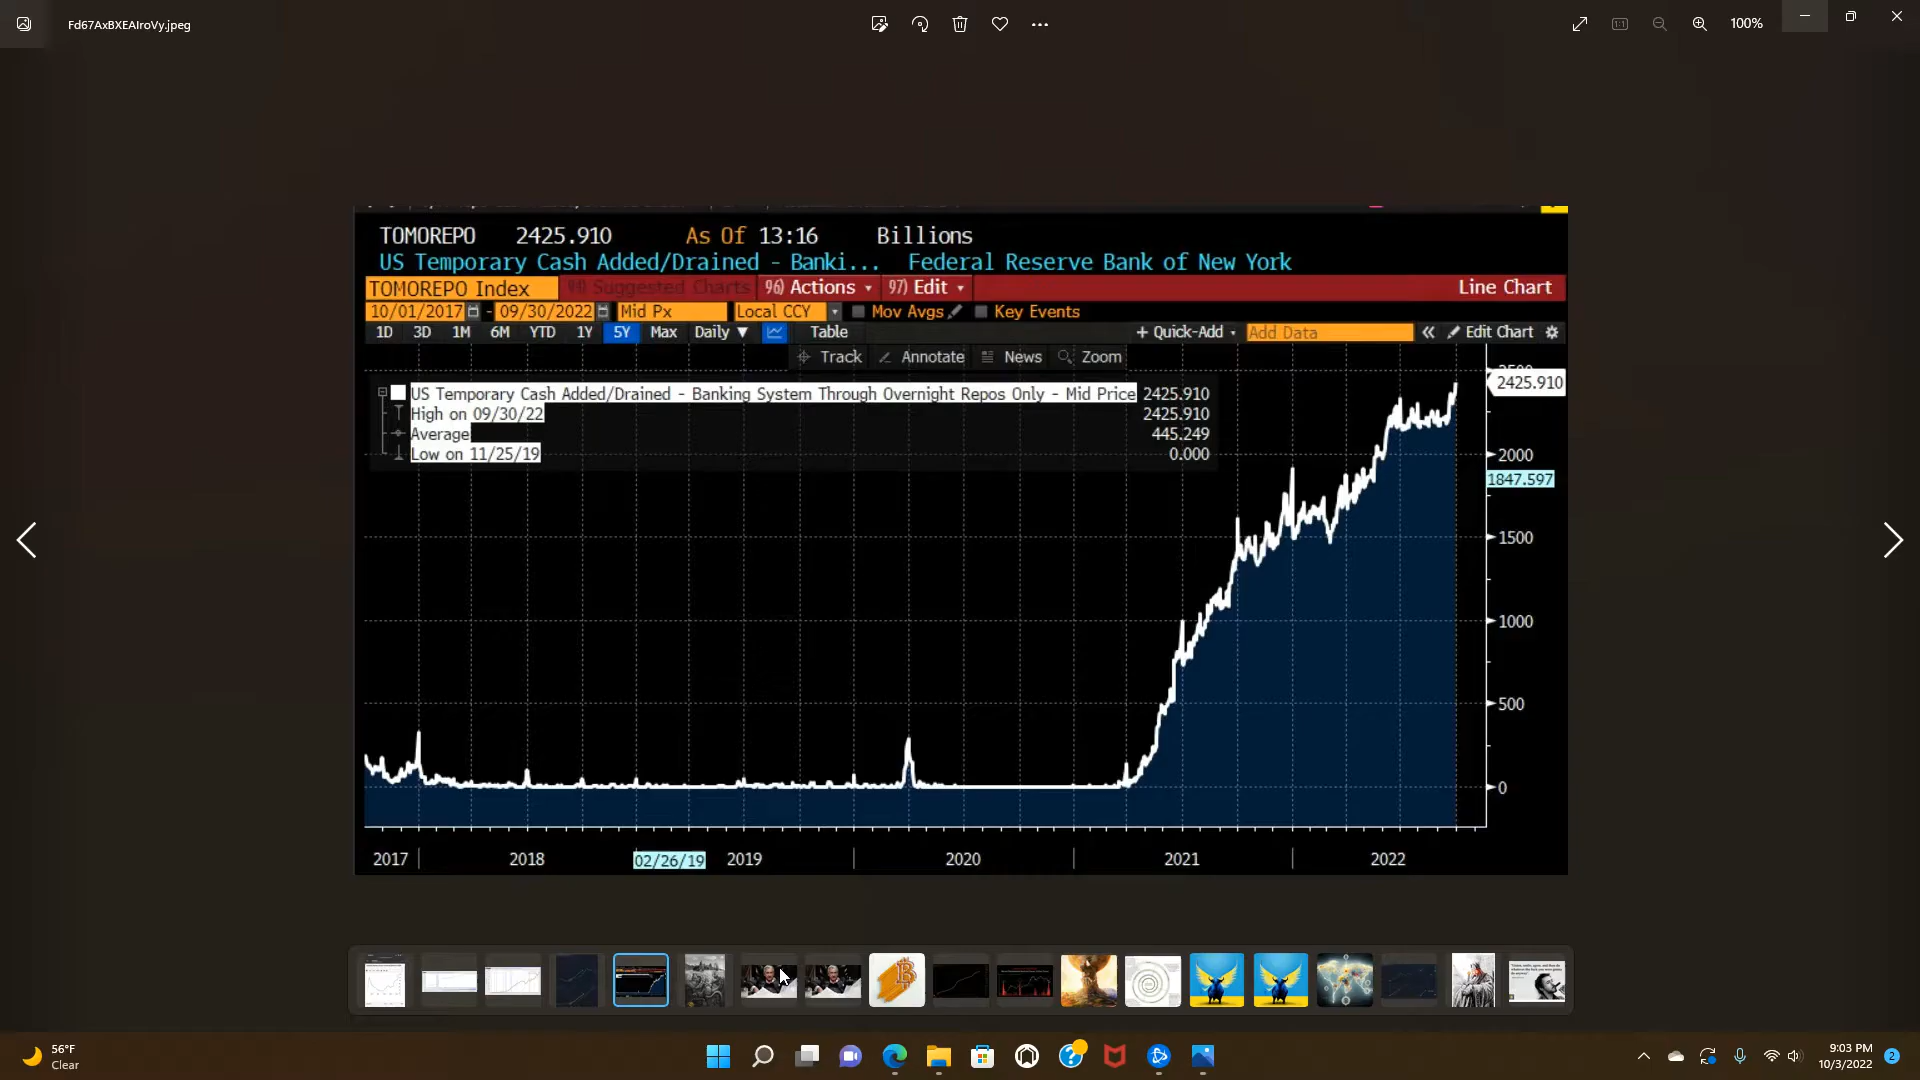 Fd67AxBXEAIroVy.jpeg
100%
TOMOREPO 2425.910 As Of 13:16 Billions
US Temporary Cash Added/Drained - Banki... Federal Reserve Bank of New York
TOMOREPO Index 94) Suggested Charts 96) Actions 97) Edit Line Chart
10/01/2017 - 09/30/2022 Mid Px Local CCY Mov Avgs Key Events
1D 3D 1M 6M YTD 1Y 5Y Max Daily ▼ Table + Quick-Add Add Data « Edit Chart
Track Annotate News Zoom
US Temporary Cash Added/Drained - Banking System Through Overnight Repos Only - Mid Price 2425.910
High on 09/30/22 2425.910
Average 445.249
Low on 11/25/19 0.000
2425.910
2000
1847.597
1500
1000
500
0
2017 2018 02/26/19 2019 2020 2021 2022
56°F
Clear
9:03 PM
10/3/2022
2